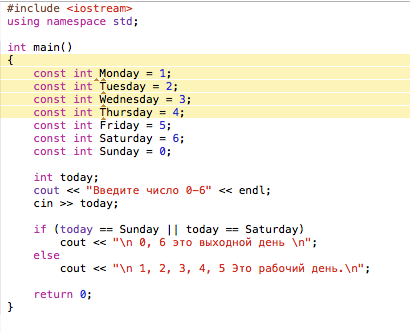 #include <iostream>
using namespace std;
int main()
{
const int Monday = 1;
const int Tuesday = 2;
const int Wednesday = 3;
const int Thursday = 4;
const int Friday = 5;
const int Saturday = 6;
const int Sunday = 0;
int today;
cout << "Введите число 0-6" << endl;
cin >> today;
if (today == Sunday || today == Saturday)
cout << "\n 0, 6 это выходной день \n";
else
cout << "\n 1, 2, 3, 4, 5 Это рабочий день.\n";
return 0;
}